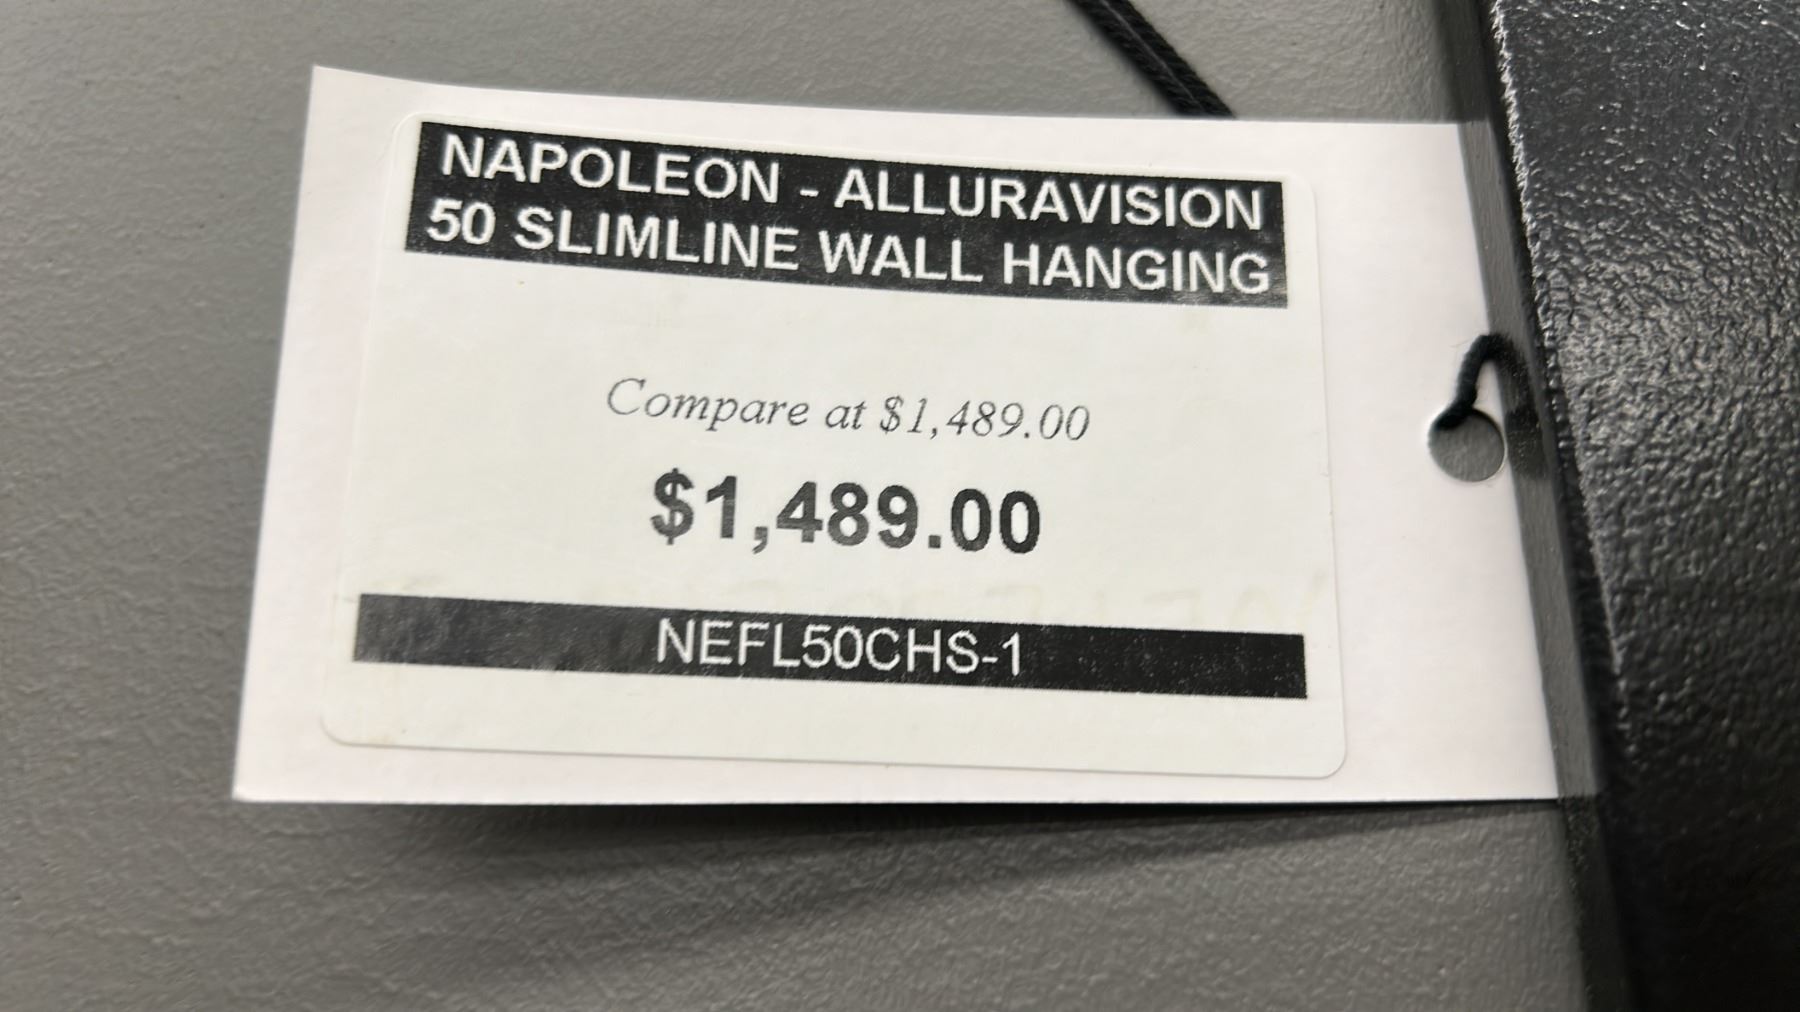 NAPOLEON - ALLURAVISION
50 SLIMLINE WALL HANGING
Compare at $1,489.00
$1,489.00
NEFL50CHS-1